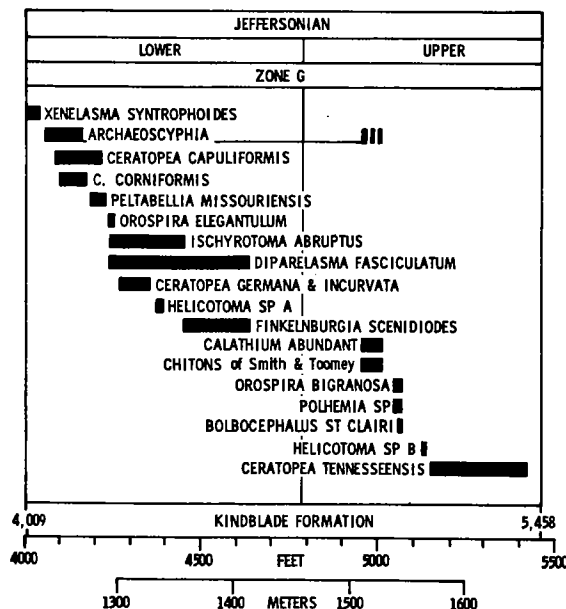 JEFFERSONIAN
LOWER UPPER
ZONE G
XENELASMA SYNTROPHOIDES
ARCHAEOSCYPHIA
CERATOPEA CAPULIFORMIS
C. CORNIFORMIS
PELTABELLIA MISSOURIENSIS
OROSPIRA ELEGANTULUM
ISCHYROTOMA ABRUPTUS
DIPARELASMA FASCICULATUM
CERATOPEA GERMANA & INCURVATA
HELICOTOMA SP A
FINKELNBURGIA SCENIDIODES
CALATHIUM ABUNDANT
CHITONS of Smith & Toomey
OROSPIRA BIGRANOSA
POLHEMIA SP
BOLBOCEPHALUS ST CLAIRI
HELICOTOMA SP B
CERATOPEA TENNESSEENSIS
4,009 KINDBLADE FORMATION 5,458
4000 4500 FEET 5000 5500
1300 1400 1500 1600
METERS